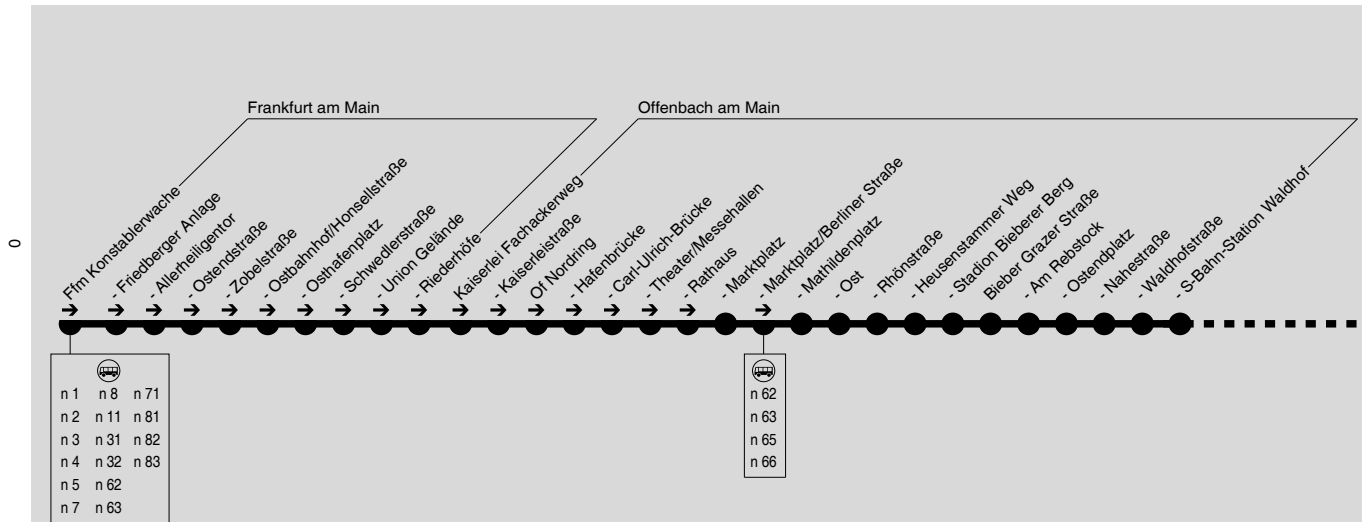 Frankfurt am Main
Offenbach am Main
0
Ffm Konstablerwache
- Friedberger Anlage
- Allerheiligentor
- Ostendstraße
- Zobelstraße
- Ostbahnhof/Honsellstraße
- Osthafenplatz
- Schwedlerstraße
- Union Gelände
- Riederhöfe
Kaiserlei Fachackerweg
- Kaiserleistraße
Of Nordring
- Hafenbrücke
- Carl-Ulrich-Brücke
- Theater/Messehallen
- Rathaus
- Marktplatz
- Marktplatz/Berliner Straße
- Mathildenplatz
- Ost
- Rhönstraße
- Heusenstammer Weg
- Stadion Bieberer Berg
Bieber Grazer Straße
- Am Rebstock
- Ostendplatz
- Nahestraße
- Waldhofstraße
- S-Bahn-Station Waldhof
n 1 n 8 n 71
n 2 n 11 n 81
n 3 n 31 n 82
n 4 n 32 n 83
n 5 n 62
n 7 n 63
n 62
n 63
n 65
n 66